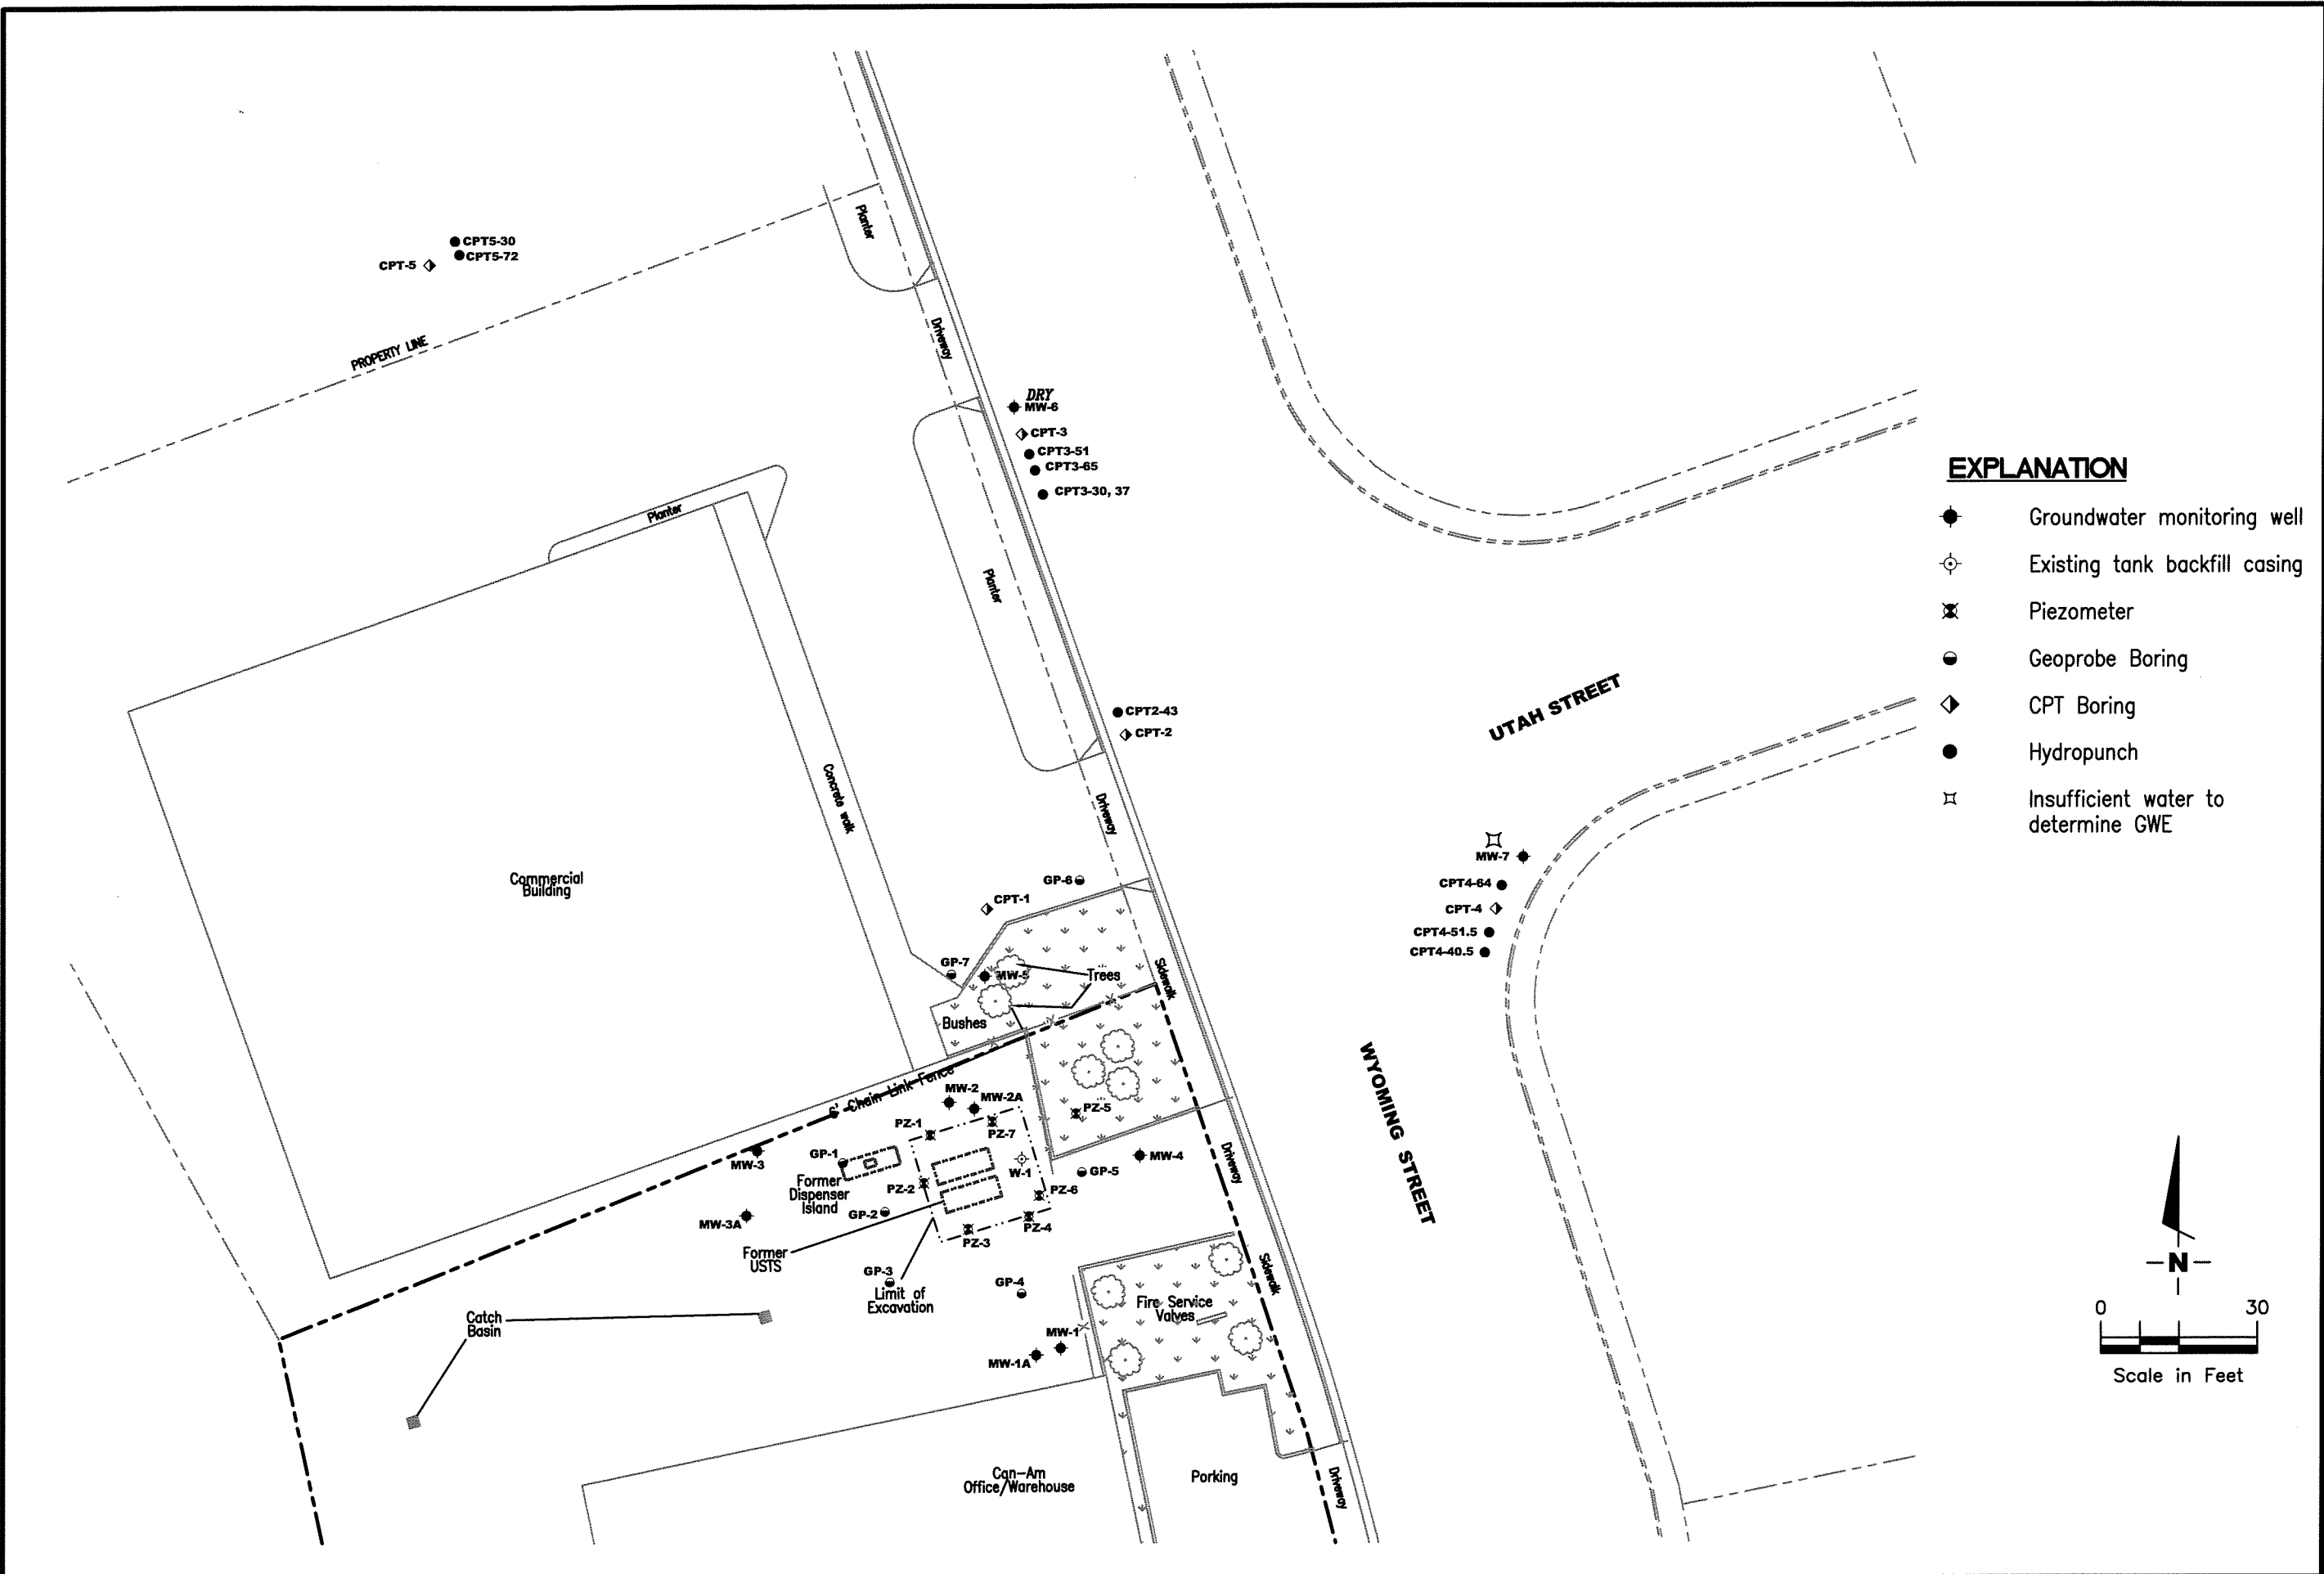 Planter
CPT5-30
CPT5-72
CPT-5
Driveway
PROPERTY LINE
DRY
MW-6
CPT-3
CPT3-51
CPT3-65
CPT3-30, 37
Planter
Planter
EXPLANATION
Groundwater monitoring well
Existing tank backfill casing
Piezometer
Geoprobe Boring
CPT Boring
Hydropunch
Insufficient water to
determine GWE
UTAH STREET
CPT2-43
CPT-2
Concrete walk
Driveway
MW-7
CPT4-64
CPT-4
CPT4-51.5
CPT4-40.5
Commercial
Building
GP-6
CPT-1
GP-7
MW-5
Trees
Sidewalk
Bushes
6' Chain Link Fence
WYOMING STREET
MW-2
MW-2A
PZ-5
PZ-1
PZ-7
MW-3
GP-1
W-1
GP-5
MW-4
Driveway
Former
Dispenser
Island
PZ-2
PZ-6
MW-3A
GP-2
PZ-4
PZ-3
Former
USTS
GP-3
Limit of
Excavation
GP-4
Sidewalk
Fire Service
Valves
Catch
Basin
MW-1
MW-1A
N
0 30
Scale in Feet
Can-Am
Office/Warehouse
Porking
Driveway